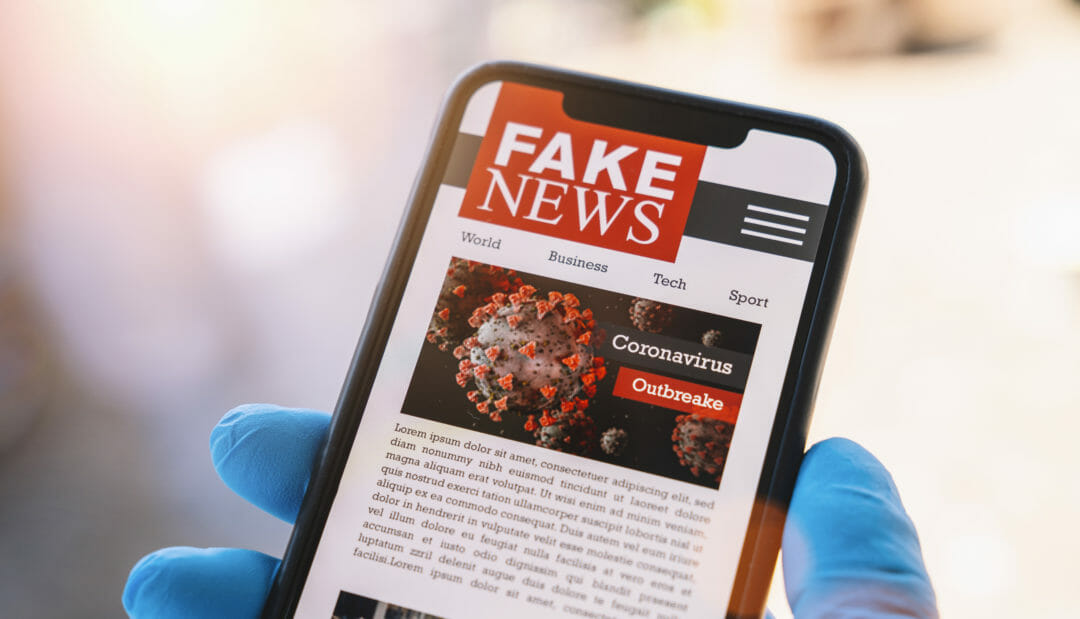 FAKE
NEWS
World Business Tech Sport
Coronavirus
Outbreake
Lorem ipsum dolor sit amet, consectetuer adipiscing elit, sed
diam nonummy nibh euismod tincidunt ut laoreet dolore
magna aliquam erat volutpat. Ut wisi enim ad minim veniam,
quis nostrud exerci tation ullamcorper suscipit lobortis nisl ut
aliquip ex ea commodo consequat. Duis autem vel eum iriure
dolor in hendrerit in vulputate velit esse molestie consequat,
vel illum dolore eu feugiat nulla facilisis at vero eros et
accumsan et iusto odio dignissim qui blandit praesent
luptatum zzril delenit augue duis dolore te feugait nulla
facilisi.Lorem ipsum dolor sit amet,